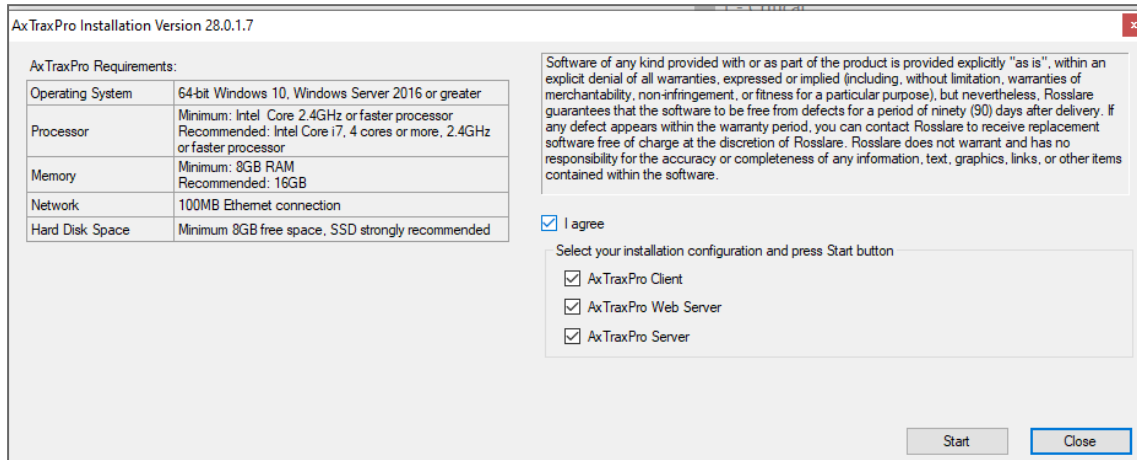 AxTraxPro Installation Version 28.0.1.7
x
AxTraxPro Requirements:
Operating System
64-bit Windows 10, Windows Server 2016 or greater
Processor
Minimum: Intel Core 2.4GHz or faster processor
Recommended: Intel Core i7, 4 cores or more, 2.4GHz
or faster processor
Memory
Minimum: 8GB RAM
Recommended: 16GB
Network
100MB Ethernet connection
Hard Disk Space
Minimum 8GB free space, SSD strongly recommended
Software of any kind provided with or as part of the product is provided explicitly "as is", within an
explicit denial of all warranties, expressed or implied (including, without limitation, warranties of
merchantability, non-infringement, or fitness for a particular purpose), but nevertheless, Rosslare
guarantees that the software to be free from defects for a period of ninety (90) days after delivery. If
any defect appears within the warranty period, you can contact Rosslare to receive replacement
software free of charge at the discretion of Rosslare. Rosslare does not warrant and has no
responsibility for the accuracy or completeness of any information, text, graphics, links, or other items
contained within the software.
I agree
Select your installation configuration and press Start button
AxTraxPro Client
AxTraxPro Web Server
AxTraxPro Server
Start
Close